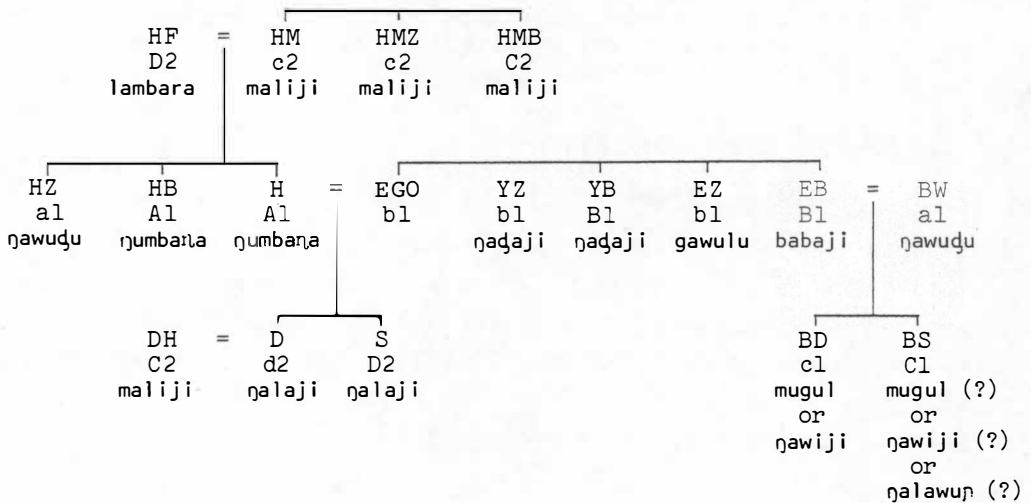 HF = HM HMZ HMB
D2 c2 c2 C2
lambara maliji maliji maliji
HZ HB H = EGO YZ YB EZ EB = BW
a1 A1 A1 b1 b1 B1 b1 B1 a1
ŋawuɖu ŋumbaɳa ŋumbaɳa ŋaɖaji ŋaɖaji gawulu babaji ŋawuɖu
DH = D S BD BS
C2 d2 D2 c1 C1
maliji ŋalaji ŋalaji mugul mugul (?)
or or
ŋawiji ŋawiji (?)
or
ŋalawuɲ (?)